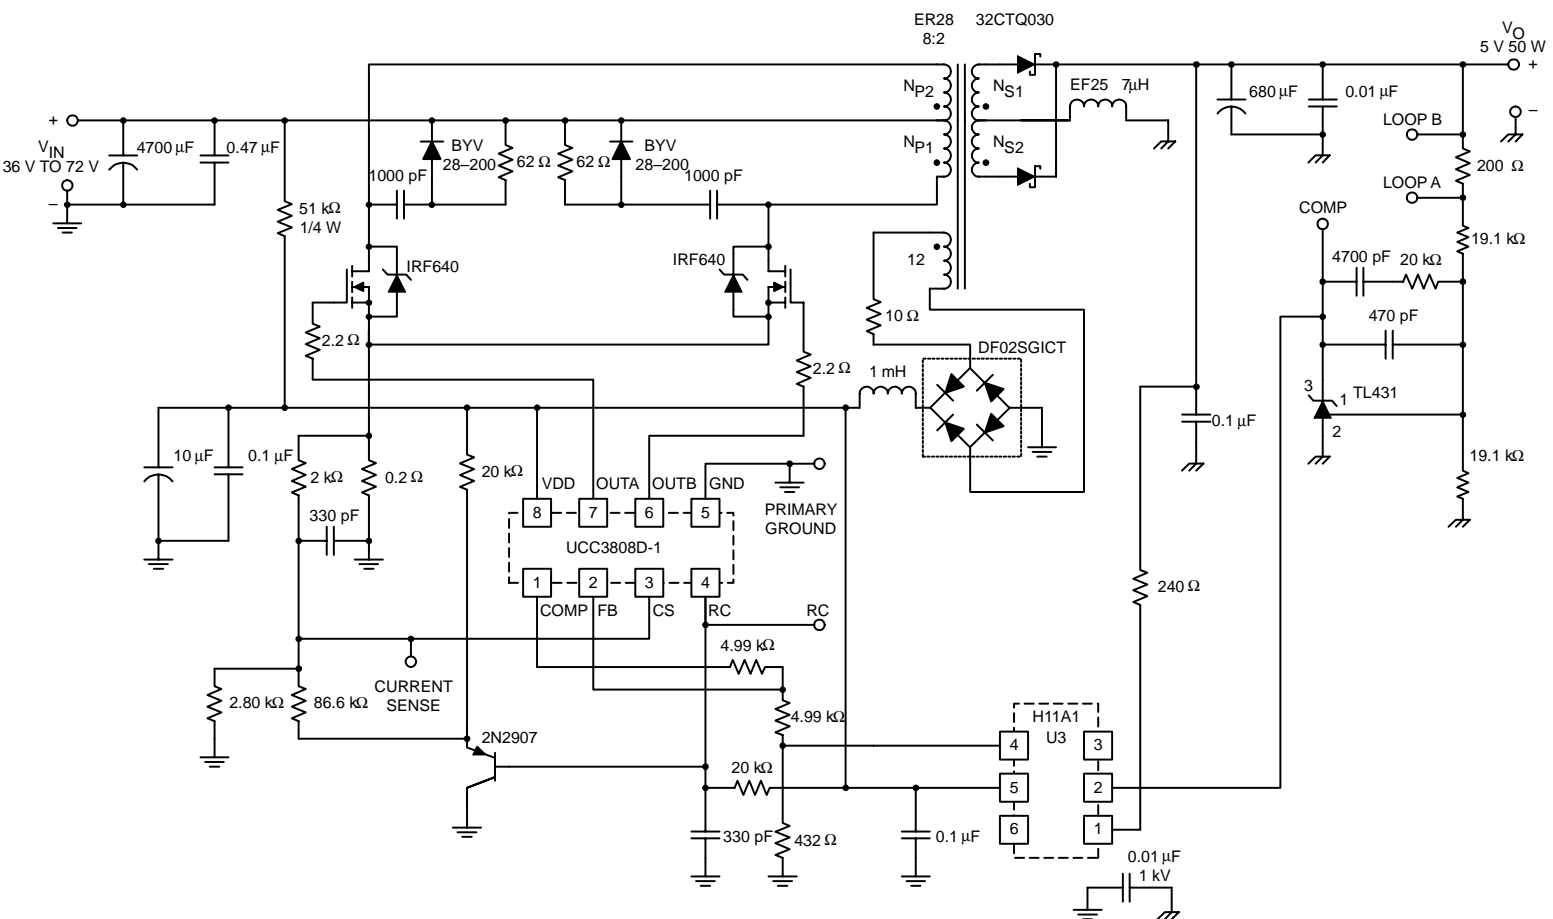 ER28 32CTQ030
8:2
VO
5 V 50 W
+
NP2
NS1
EF25 7µH
680 µF
0.01 µF
+
VIN
36 V TO 72 V
–
4700 µF
0.47 µF
BYV
28–200
62 Ω
62 Ω
BYV
28–200
NP1
NS2
LOOP B
–
200 Ω
1000 pF
1000 pF
LOOP A
51 kΩ
1/4 W
COMP
19.1 kΩ
IRF640
IRF640
12
4700 pF
20 kΩ
10 Ω
470 pF
2.2 Ω
2.2 Ω
DF02SGICT
1 mH
3
1
TL431
2
0.1 µF
10 µF
0.1 µF
2 kΩ
0.2 Ω
20 kΩ
19.1 kΩ
VDD
OUTA
OUTB
GND
8
7
6
5
PRIMARY
GROUND
330 pF
UCC3808D-1
1
2
3
4
COMP
FB
CS
RC
RC
240 Ω
4.99 kΩ
CURRENT
SENSE
2.80 kΩ
86.6 kΩ
4.99 kΩ
H11A1
U3
2N2907
4
3
20 kΩ
5
2
330 pF
432 Ω
0.1 µF
6
1
0.01 µF
1 kV